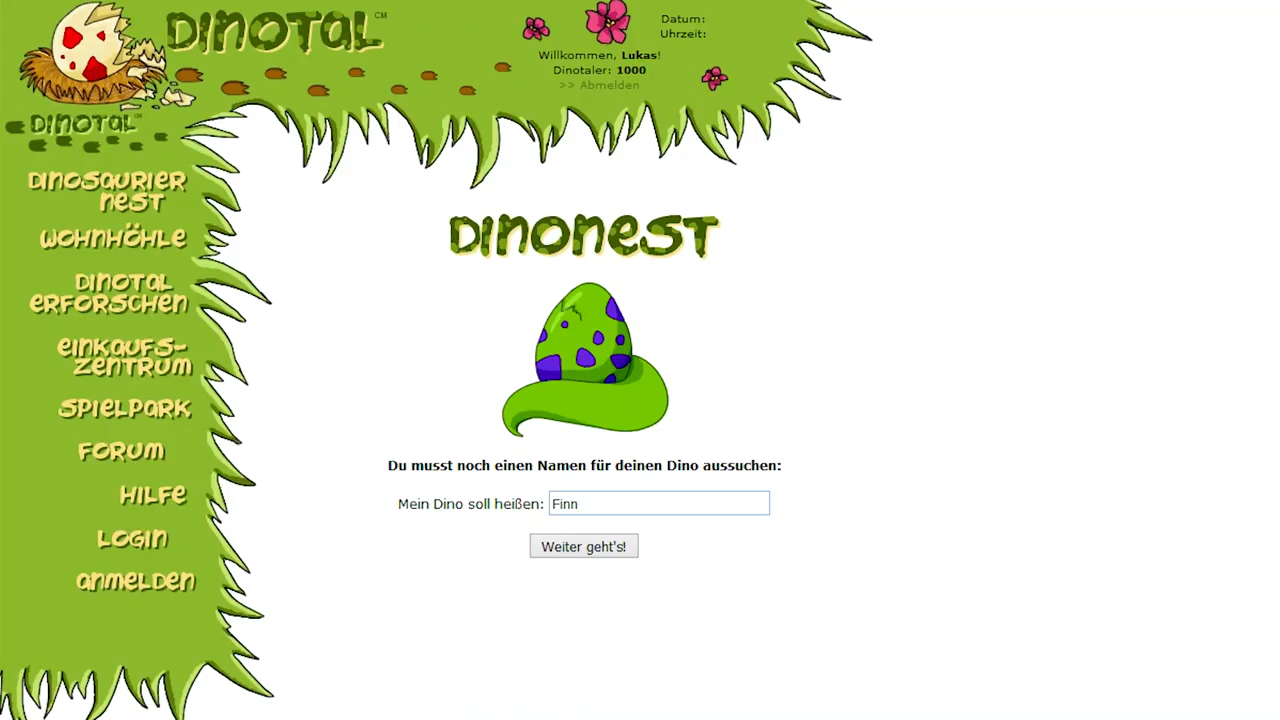 DINOTAL CM
Datum:
Uhrzeit:
Willkommen, Lukas!
Dinotaler: 1000
>> Abmelden
DINOTAL
DINOSAURIER
NEST
WOHNHÖHLE
DINOTAL
ERFORSCHEN
EINKAUFS-
ZENTRUM
SPIELPARK
FORUM
HILFE
LOGIN
ANMELDEN
DINONEST
Du musst noch einen Namen für deinen Dino aussuchen:
Mein Dino soll heißen: Finn
Weiter geht's!